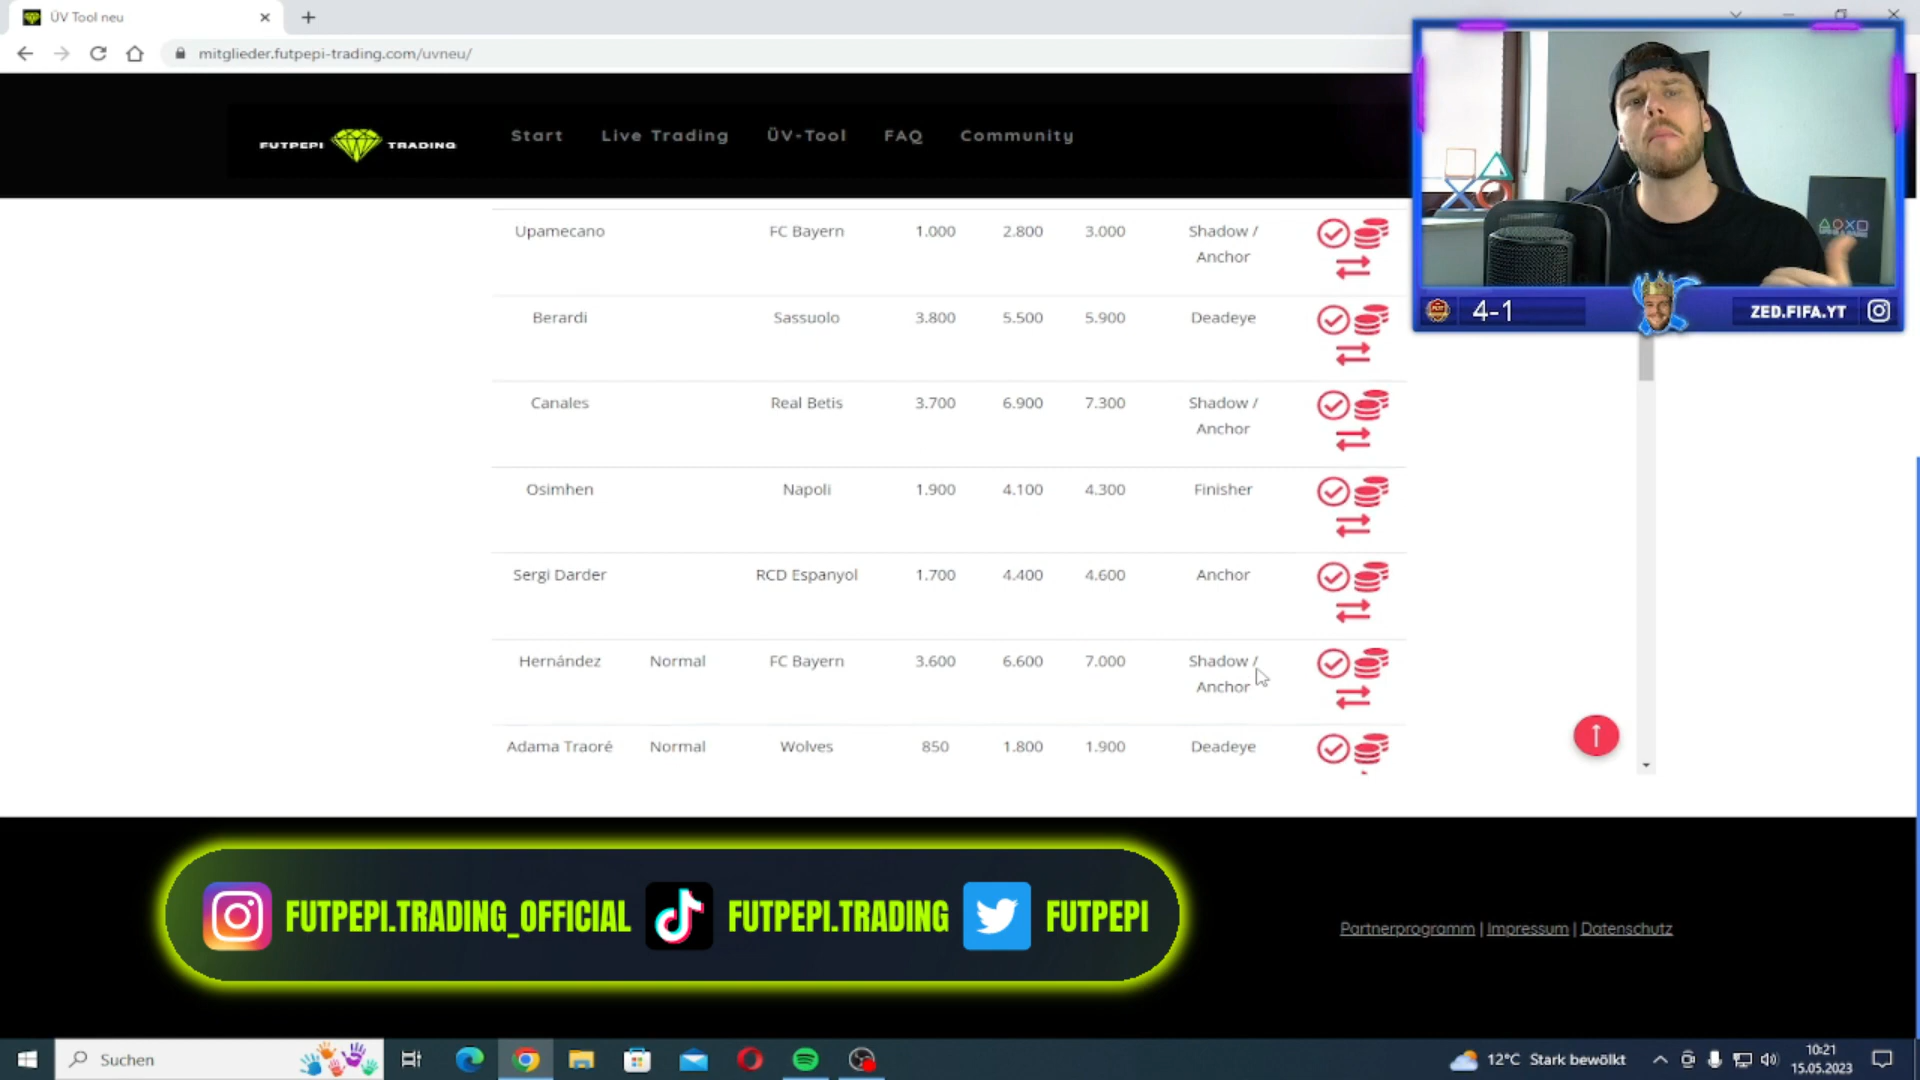 ÜV Tool neu
mitglieder.futpepi-trading.com/uvneu/
FUTPEPI TRADING
Start Live Trading ÜV-Tool FAQ Community
Upamecano FC Bayern 1.000 2.800 3.000 Shadow /
Anchor
Berardi Sassuolo 3.800 5.500 5.900 Deadeye
Canales Real Betis 3.700 6.900 7.300 Shadow /
Anchor
Osimhen Napoli 1.900 4.100 4.300 Finisher
Sergi Darder RCD Espanyol 1.700 4.400 4.600 Anchor
Hernández Normal FC Bayern 3.600 6.600 7.000 Shadow /
Anchor
Adama Traoré Normal Wolves 850 1.800 1.900 Deadeye
4-1
ZED.FIFA.YT
FUTPEPI.TRADING_OFFICIAL FUTPEPI.TRADING FUTPEPI
Partnerprogramm | Impressum | Datenschutz
Suchen
12°C Stark bewölkt
10:21
15.05.2023